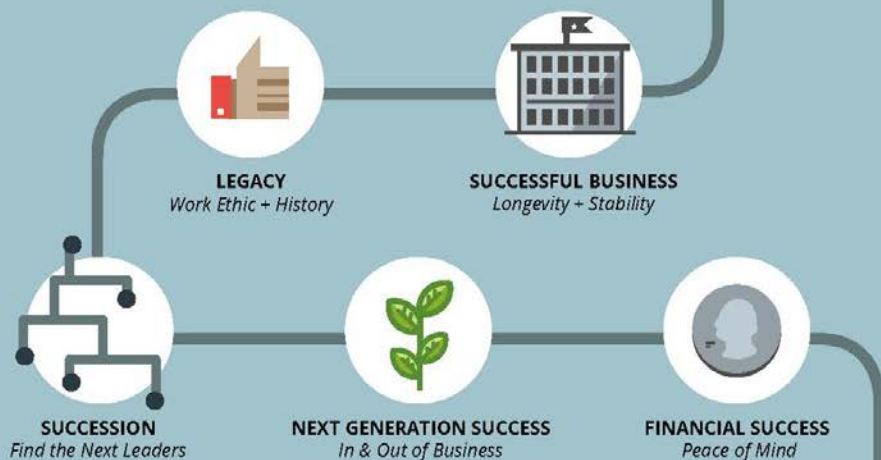 LEGACY
Work Ethic + History
SUCCESSFUL BUSINESS
Longevity + Stability
SUCCESSION
Find the Next Leaders
NEXT GENERATION SUCCESS
In & Out of Business
FINANCIAL SUCCESS
Peace of Mind